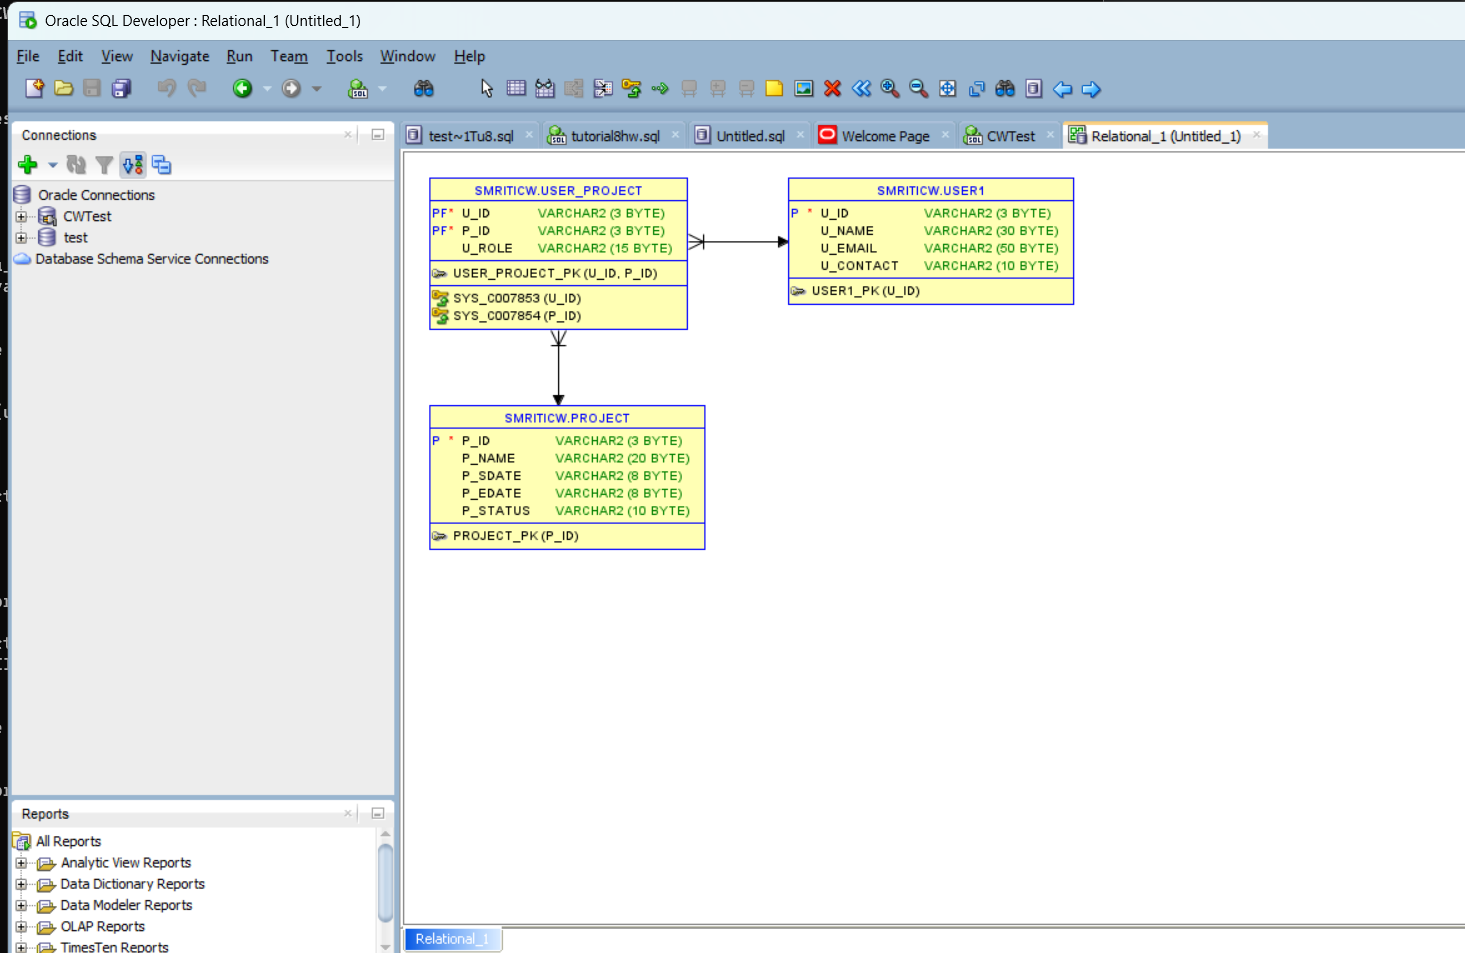 Oracle SQL Developer : Relational_1 (Untitled_1)
File Edit View Navigate Run Team Tools Window Help
Connections
Oracle Connections
CWTest
test
Database Schema Service Connections
Reports
All Reports
Analytic View Reports
Data Dictionary Reports
Data Modeler Reports
OLAP Reports
TimesTen Reports
test~1Tu8.sql tutorial8hw.sql Untitled.sql Welcome Page CWTest Relational_1 (Untitled_1)
SMRITICW.USER_PROJECT
PF* U_ID VARCHAR2 (3 BYTE)
PF* P_ID VARCHAR2 (3 BYTE)
U_ROLE VARCHAR2 (15 BYTE)
USER_PROJECT_PK (U_ID, P_ID)
SYS_C007853 (U_ID)
SYS_C007854 (P_ID)
SMRITICW.USER1
P * U_ID VARCHAR2 (3 BYTE)
U_NAME VARCHAR2 (30 BYTE)
U_EMAIL VARCHAR2 (50 BYTE)
U_CONTACT VARCHAR2 (10 BYTE)
USER1_PK (U_ID)
SMRITICW.PROJECT
P * P_ID VARCHAR2 (3 BYTE)
P_NAME VARCHAR2 (20 BYTE)
P_SDATE VARCHAR2 (8 BYTE)
P_EDATE VARCHAR2 (8 BYTE)
P_STATUS VARCHAR2 (10 BYTE)
PROJECT_PK (P_ID)
Relational_1